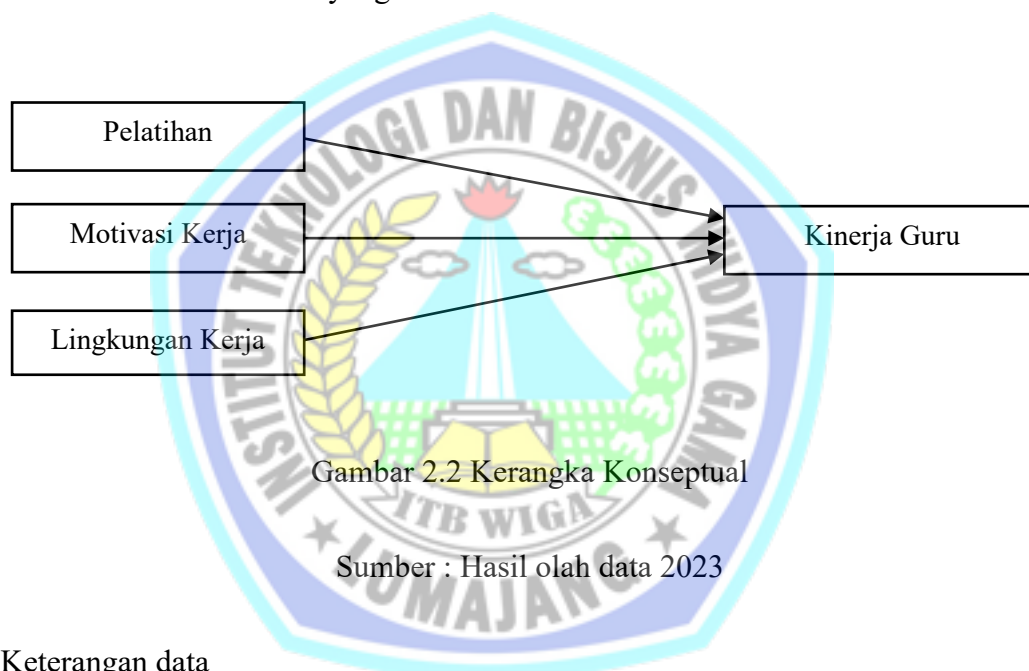 Pelatihan
Motivasi Kerja
Kinerja Guru
Lingkungan Kerja
INSTITUT TEKNOLOGI DAN BISNIS WIDYA GAMA
ITB WIGA
LUMAJANG
Gambar 2.2 Kerangka Konseptual
Sumber : Hasil olah data 2023
Keterangan data